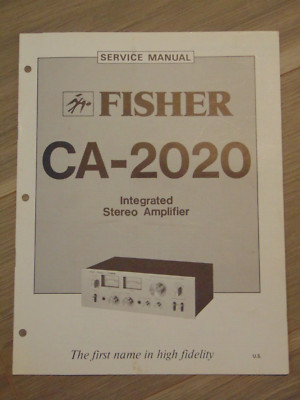 SERVICE MANUAL
FISHER
CA-2020
Integrated
Stereo Amplifier
The first name in high fidelity